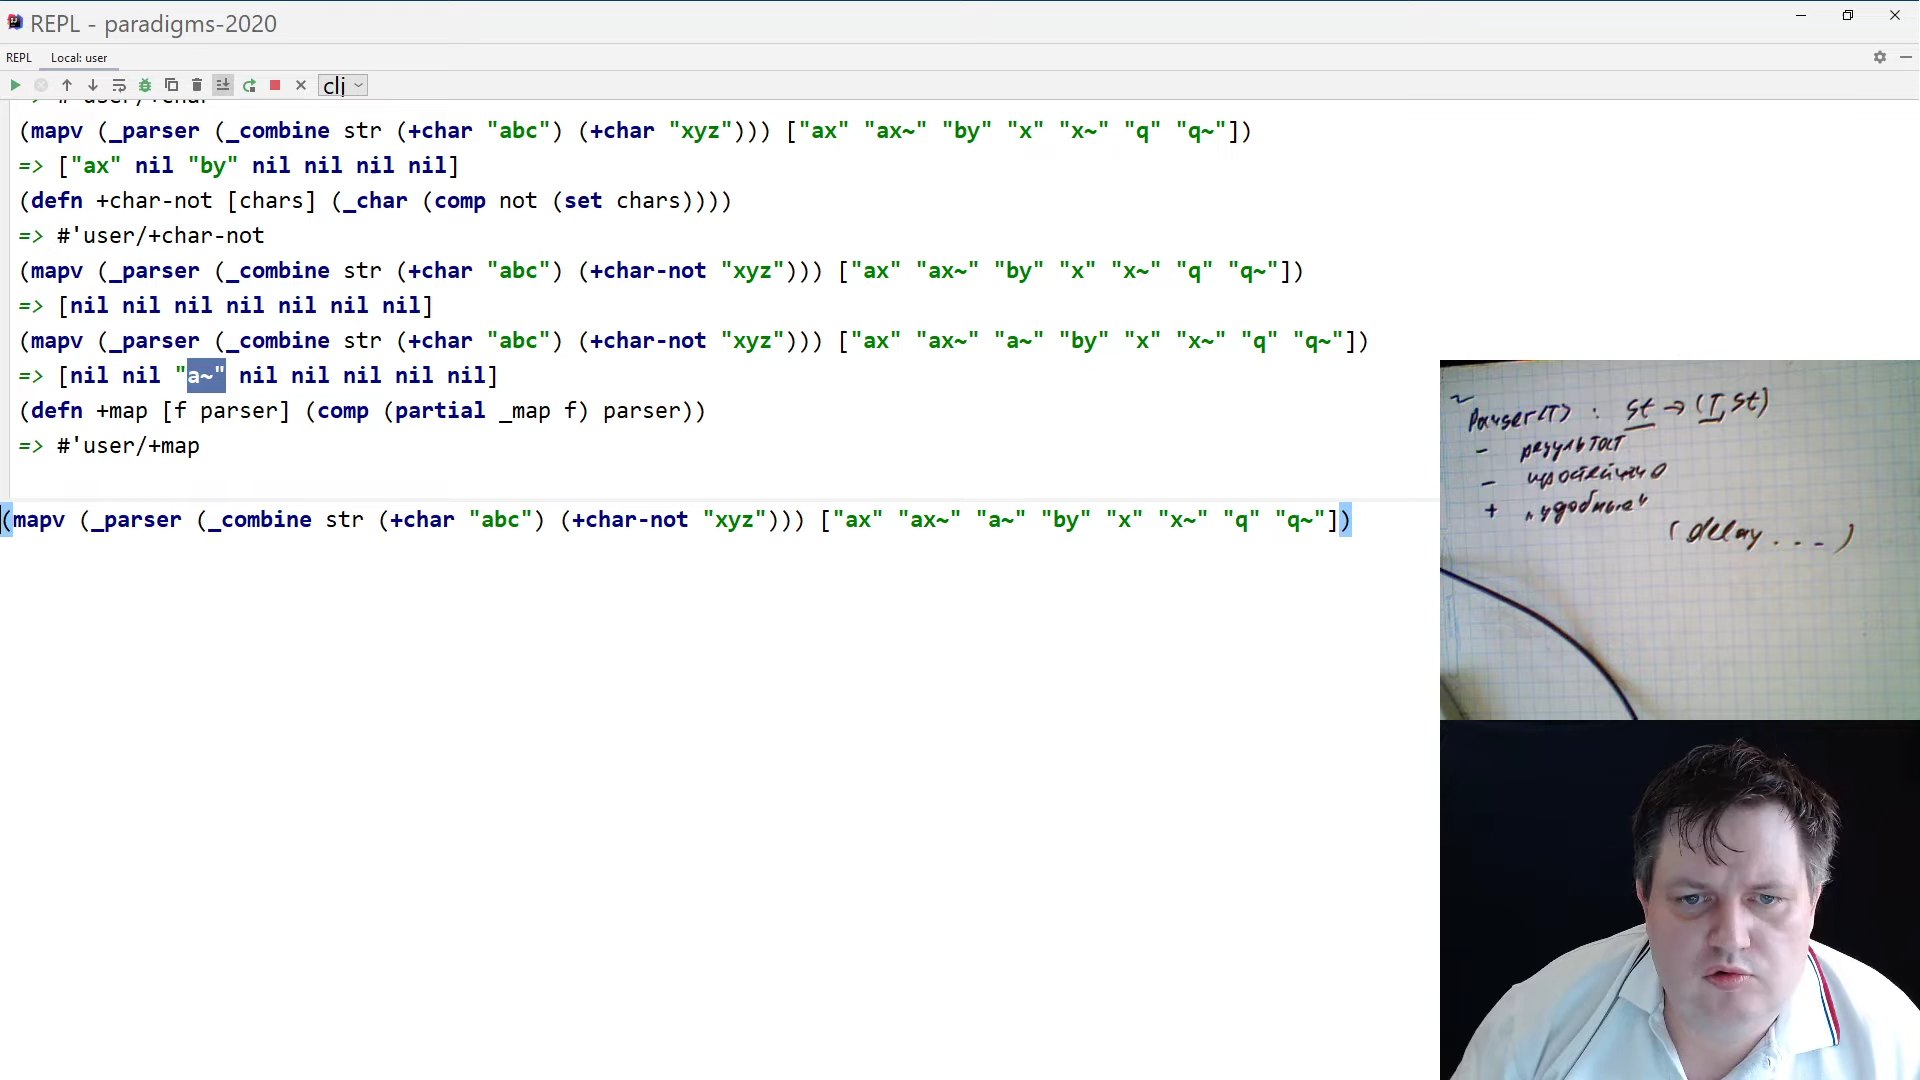 REPL - paradigms-2020
REPL Local: user
clj
=> #'user/+char
(mapv (_parser (_combine str (+char "abc") (+char "xyz"))) ["ax" "ax~" "by" "x" "x~" "q" "q~"])
=> ["ax" nil "by" nil nil nil nil]
(defn +char-not [chars] (_char (comp not (set chars))))
=> #'user/+char-not
(mapv (_parser (_combine str (+char "abc") (+char-not "xyz"))) ["ax" "ax~" "by" "x" "x~" "q" "q~"])
=> [nil nil nil nil nil nil nil]
(mapv (_parser (_combine str (+char "abc") (+char-not "xyz"))) ["ax" "ax~" "a~" "by" "x" "x~" "q" "q~"])
=> [nil nil "a~" nil nil nil nil nil]
(defn +map [f parser] (comp (partial _map f) parser))
=> #'user/+map
(mapv (_parser (_combine str (+char "abc") (+char-not "xyz"))) ["ax" "ax~" "a~" "by" "x" "x~" "q" "q~"])
Parser(T) : St → (T, St)
- результат
+ „удобные"
(delay . . . )